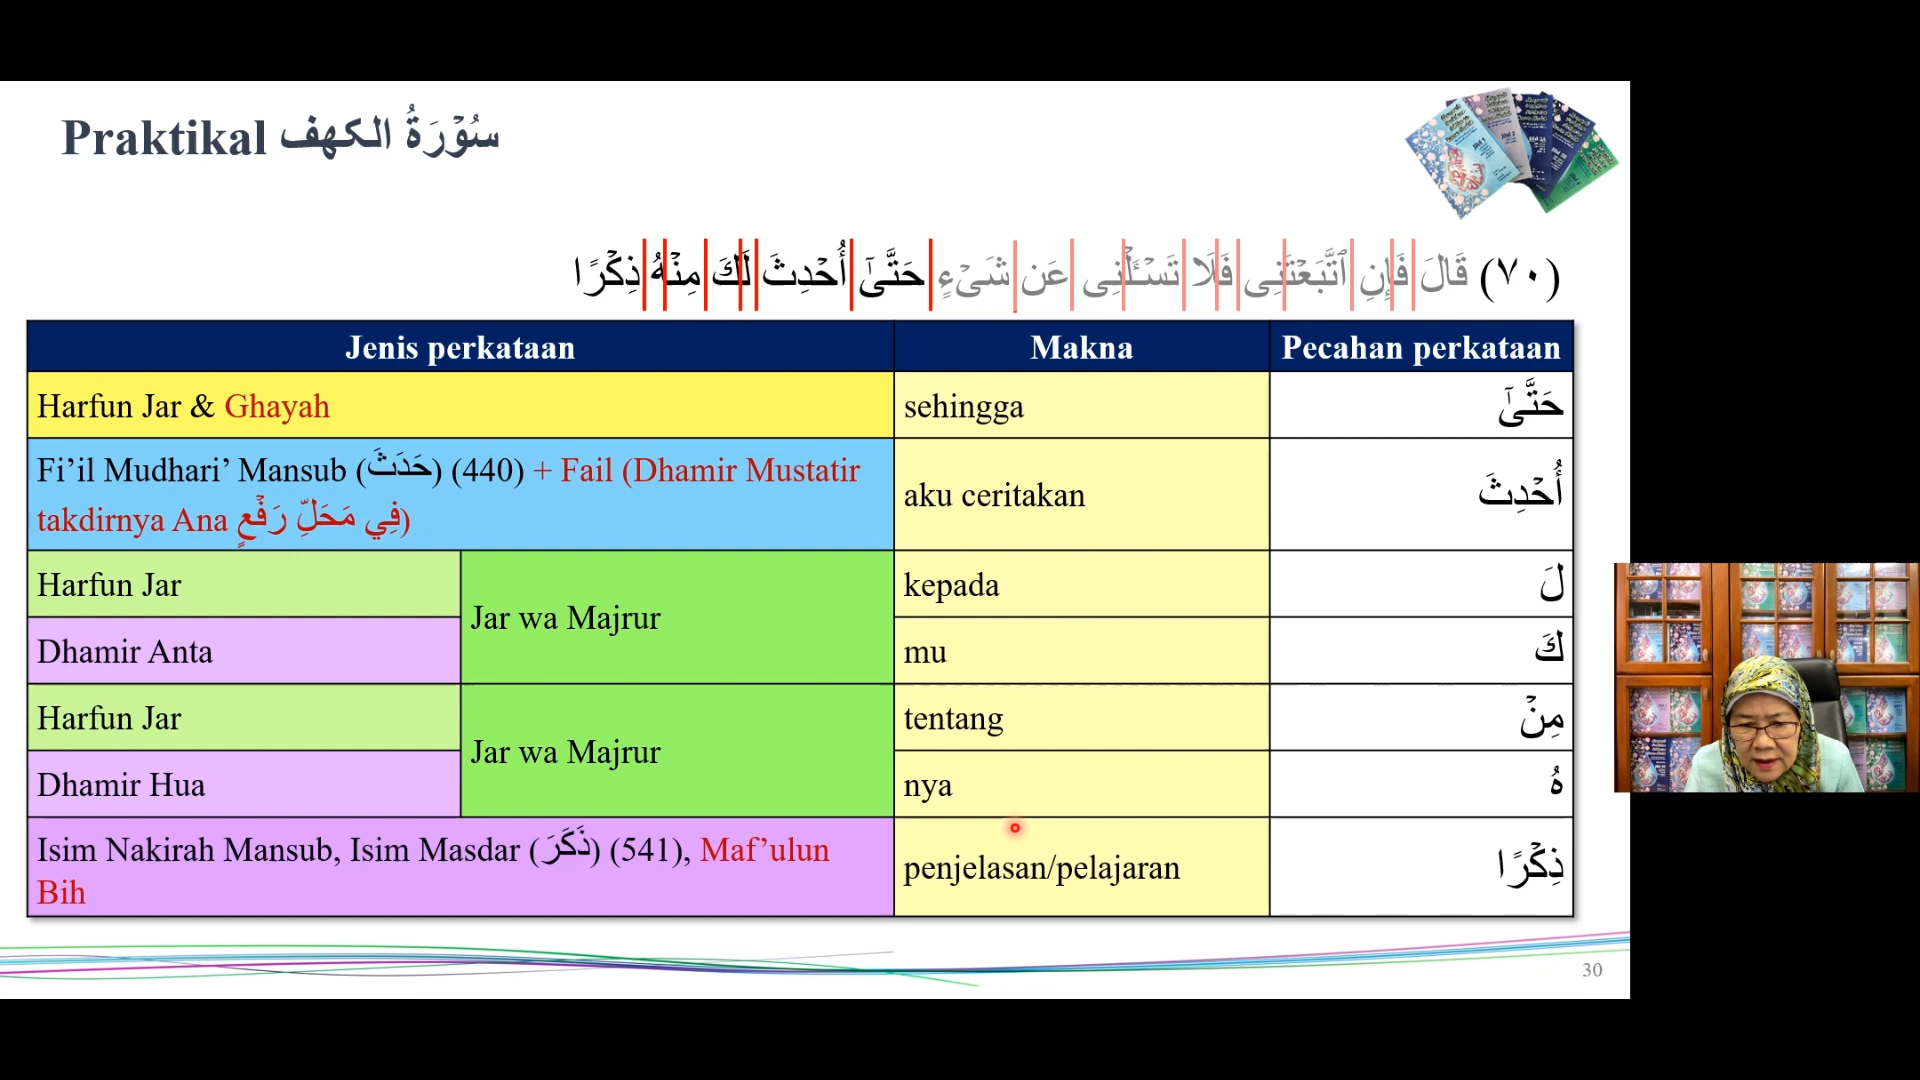 Praktikal سُوْرَةُ الكهف
(٧٠) قَالَ فَإِنِ ٱتَّبَعْتَنِى فَلَا تَسْـَٔلْنِى عَن شَىْءٍ حَتَّىٰٓ أُحْدِثَ لَكَ مِنْهُ ذِكْرًا
Jenis perkataan Makna Pecahan perkataan
Harfun Jar & Ghayah sehingga حَتَّىٰٓ
Fi’il Mudhari’ Mansub (حَدَثَ) (440) + Fail (Dhamir Mustatir
takdirnya Ana فِي مَحَلِّ رَفْعٍ) aku ceritakan أُحْدِثَ
Harfun Jar Jar wa Majrur kepada لَ
Dhamir Anta mu كَ
Harfun Jar Jar wa Majrur tentang مِنْ
Dhamir Hua nya هُ
Isim Nakirah Mansub, Isim Masdar (ذَكَرَ) (541), Maf’ulun
Bih penjelasan/pelajaran ذِكْرًا
30